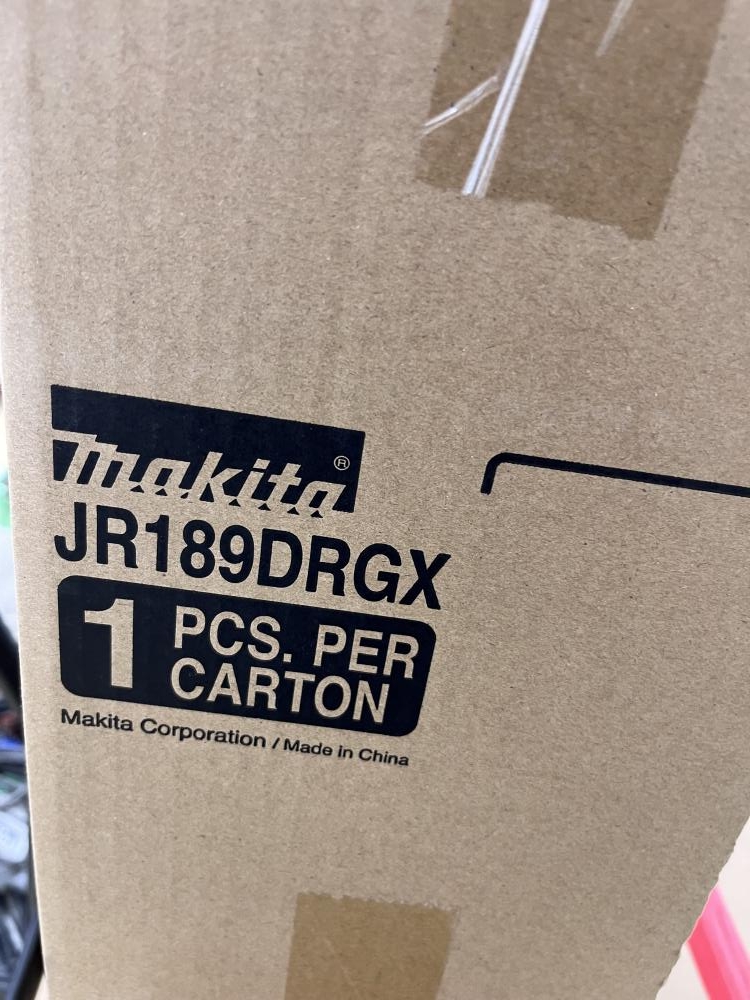 makita®
JR189DRGX
1 PCS. PER
CARTON
Makita Corporation / Made in China